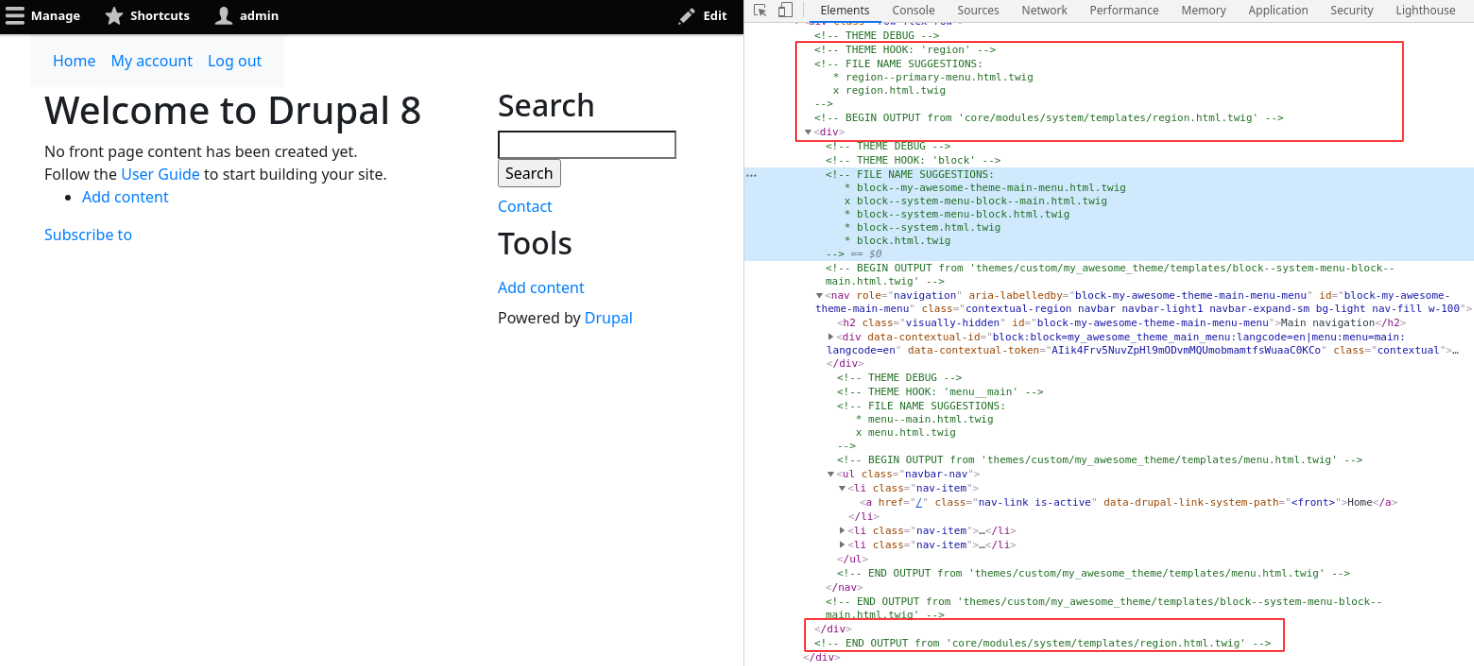 Manage Shortcuts admin Edit
Home My account Log out
Welcome to Drupal 8
No front page content has been created yet.
Follow the User Guide to start building your site.
Add content
Subscribe to
Search
Search
Contact
Tools
Add content
Powered by Drupal
Elements Console Sources Network Performance Memory Application Security Lighthouse
<!-- THEME DEBUG -->
<!-- THEME HOOK: 'region' -->
<!-- FILE NAME SUGGESTIONS:
* region--primary-menu.html.twig
x region.html.twig
-->
<!-- BEGIN OUTPUT from 'core/modules/system/templates/region.html.twig' -->
▼<div>
<!-- THEME DEBUG -->
<!-- THEME HOOK: 'block' -->
… <!-- FILE NAME SUGGESTIONS:
* block--my-awesome-theme-main-menu.html.twig
x block--system-menu-block--main.html.twig
* block--system-menu-block.html.twig
* block--system.html.twig
* block.html.twig
--> == $0
<!-- BEGIN OUTPUT from 'themes/custom/my_awesome_theme/templates/block--system-menu-block--
main.html.twig' -->
▼<nav role="navigation" aria-labelledby="block-my-awesome-theme-main-menu-menu" id="block-my-awesome-
theme-main-menu" class="contextual-region navbar navbar-light1 navbar-expand-sm bg-light nav-fill w-100">
<h2 class="visually-hidden" id="block-my-awesome-theme-main-menu-menu">Main navigation</h2>
▶<div data-contextual-id="block:block=my_awesome_theme_main_menu:langcode=en|menu:menu=main:
langcode=en" data-contextual-token="AIik4Frv5NuvZpHl9mODvmMQUmobmamtfsWuaaC0KCo" class="contextual">…
</div>
<!-- THEME DEBUG -->
<!-- THEME HOOK: 'menu__main' -->
<!-- FILE NAME SUGGESTIONS:
* menu--main.html.twig
x menu.html.twig
-->
<!-- BEGIN OUTPUT from 'themes/custom/my_awesome_theme/templates/menu.html.twig' -->
▼<ul class="navbar-nav">
▼<li class="nav-item">
<a href="/" class="nav-link is-active" data-drupal-link-system-path="<front>">Home</a>
</li>
▶<li class="nav-item">…</li>
▶<li class="nav-item">…</li>
</ul>
<!-- END OUTPUT from 'themes/custom/my_awesome_theme/templates/menu.html.twig' -->
</nav>
<!-- END OUTPUT from 'themes/custom/my_awesome_theme/templates/block--system-menu-block--
main.html.twig' -->
</div>
<!-- END OUTPUT from 'core/modules/system/templates/region.html.twig' -->
</div>